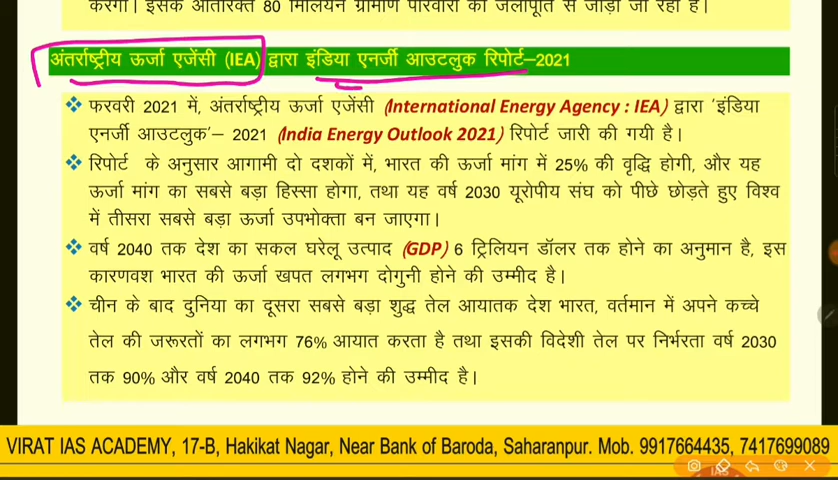 करेगी। इसके अतिरिक्त 80 मिलियन ग्रामीण परिवारों को जलापूर्ति से जोड़ा जा रहा है।
अंतर्राष्ट्रीय ऊर्जा एजेंसी (IEA) द्वारा इंडिया एनर्जी आउटलुक रिपोर्ट–2021
❖ फरवरी 2021 में, अंतर्राष्ट्रीय ऊर्जा एजेंसी (International Energy Agency : IEA) द्वारा 'इंडिया
एनर्जी आउटलुक'– 2021 (India Energy Outlook 2021) रिपोर्ट जारी की गयी है।
❖ रिपोर्ट के अनुसार आगामी दो दशकों में, भारत की ऊर्जा मांग में 25% की वृद्धि होगी, और यह
ऊर्जा मांग का सबसे बड़ा हिस्सा होगा, तथा यह वर्ष 2030 यूरोपीय संघ को पीछे छोड़ते हुए विश्व
में तीसरा सबसे बड़ा ऊर्जा उपभोक्ता बन जाएगा।
❖ वर्ष 2040 तक देश का सकल घरेलू उत्पाद (GDP) 6 ट्रिलियन डॉलर तक होने का अनुमान है, इस
कारणवश भारत की ऊर्जा खपत लगभग दोगुनी होने की उम्मीद है।
❖ चीन के बाद दुनिया का दूसरा सबसे बड़ा शुद्ध तेल आयातक देश भारत, वर्तमान में अपने कच्चे
तेल की जरूरतों का लगभग 76% आयात करता है तथा इसकी विदेशी तेल पर निर्भरता वर्ष 2030
तक 90% और वर्ष 2040 तक 92% होने की उम्मीद है।
VIRAT IAS ACADEMY, 17-B, Hakikat Nagar, Near Bank of Baroda, Saharanpur. Mob. 9917664435, 7417699089
IAS